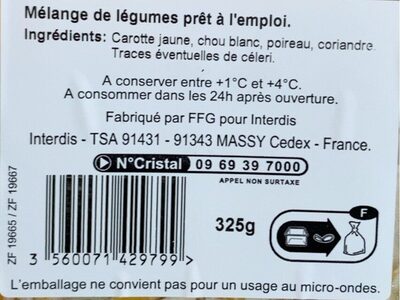 Mélange de légumes prêt à l'emploi.
Ingrédients: Carotte jaune, chou blanc, poireau, coriandre.
Traces éventuelles de céleri.
A conserver entre +1°C et +4°C.
A consommer dans les 24h après ouverture.
Fabriqué par FFG pour Interdis
Interdis - TSA 91431 - 91343 MASSY Cedex - France.
N°Cristal 09 69 39 7000
APPEL NON SURTAXE
ZF 19665 / ZF 19667
325g
F
3 560071 429799 >
L'emballage ne convient pas pour un usage au micro-ondes.